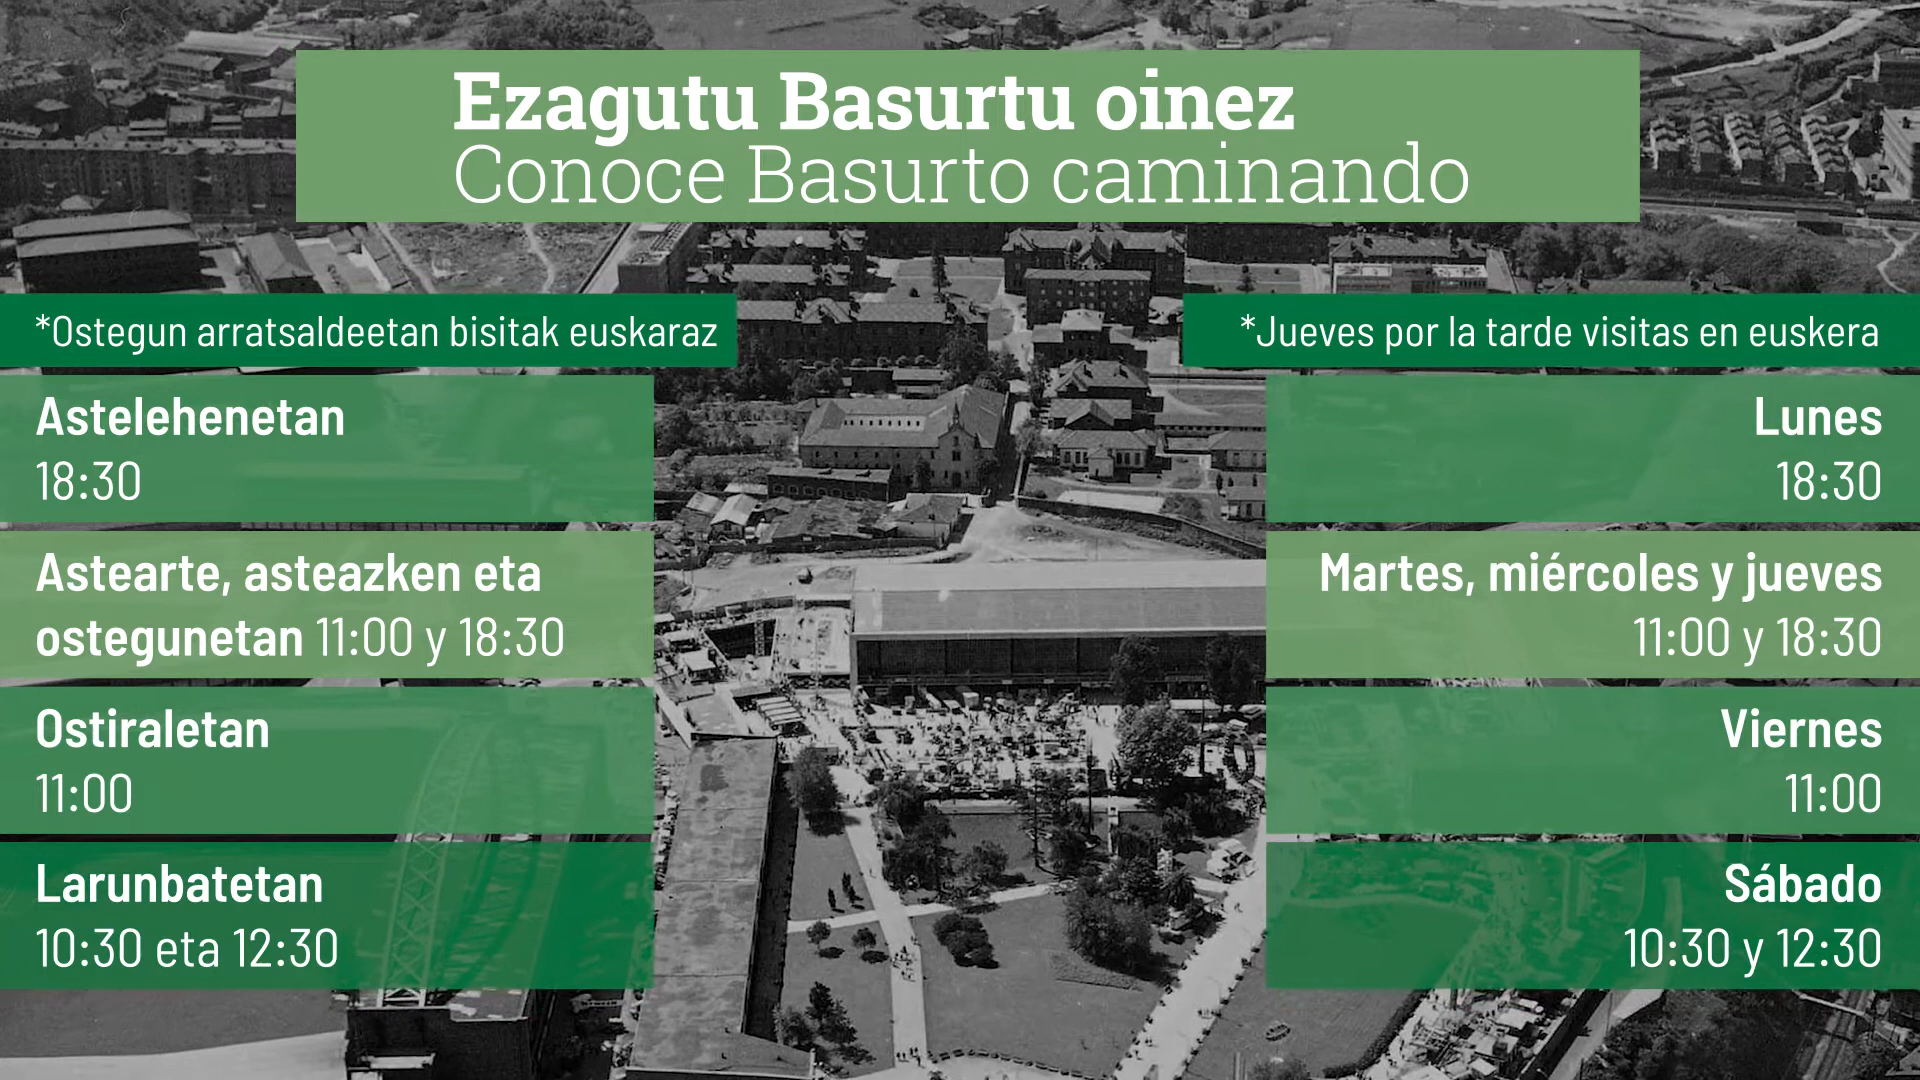 Ezagutu Basurtu oinez
Conoce Basurto caminando
*Ostegun arratsaldeetan bisitak euskaraz
Astelehenetan
18:30
Astearte, asteazken eta
ostegunetan 11:00 y 18:30
Ostiraletan
11:00
Larunbatetan
10:30 eta 12:30
*Jueves por la tarde visitas en euskera
Lunes
18:30
Martes, miércoles y jueves
11:00 y 18:30
Viernes
11:00
Sábado
10:30 y 12:30